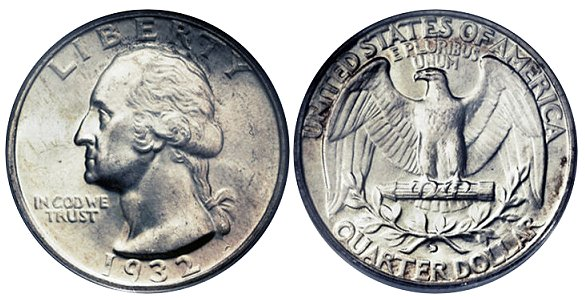 LIBERTY
IN GOD WE
TRUST
1932
UNITED STATES OF AMERICA
E PLURIBUS
UNUM
S
QUARTER DOLLAR